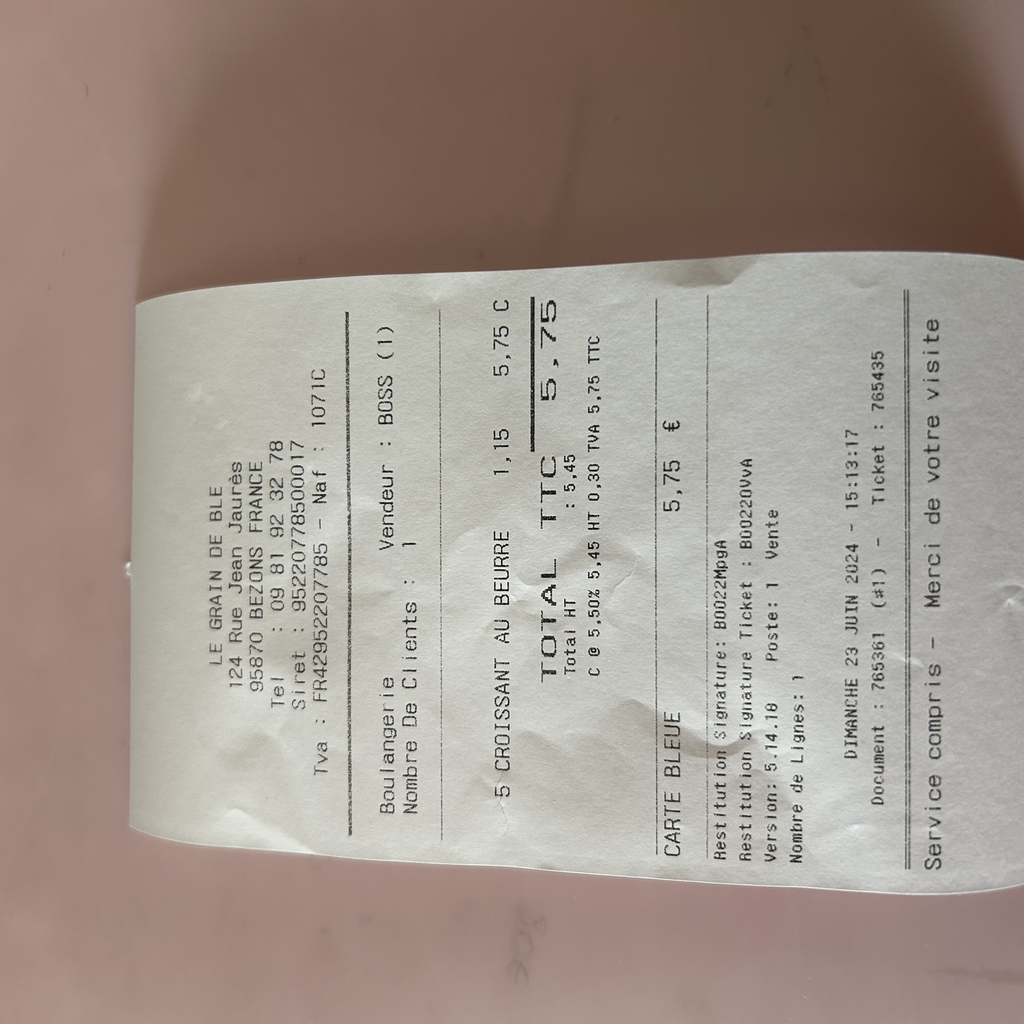 LE GRAIN DE BLE
124 Rue Jean Jaurès
95870 BEZONS FRANCE
Tel : 09 81 92 32 78
Siret : 95220778500017
Tva : FR42952207785 - Naf : 1071C
Boulangerie Vendeur : BOSS (1)
Nombre De Clients : 1
5 CROISSANT AU BEURRE 1,15 5,75 C
TOTAL TTC 5,75
Total HT : 5,45
C @ 5,50% 5,45 HT 0,30 TVA 5,75 TTC
CARTE BLEUE 5,75 €
Restitution Signature: B0022MpgA
Restitution Signature Ticket : B0022OVvA
Version: 5.14.10 Poste: 1 Vente
Nombre de Lignes: 1
DIMANCHE 23 JUIN 2024 - 15:13:17
Document : 765361 (#1) - Ticket : 765435
Service compris - Merci de votre visite